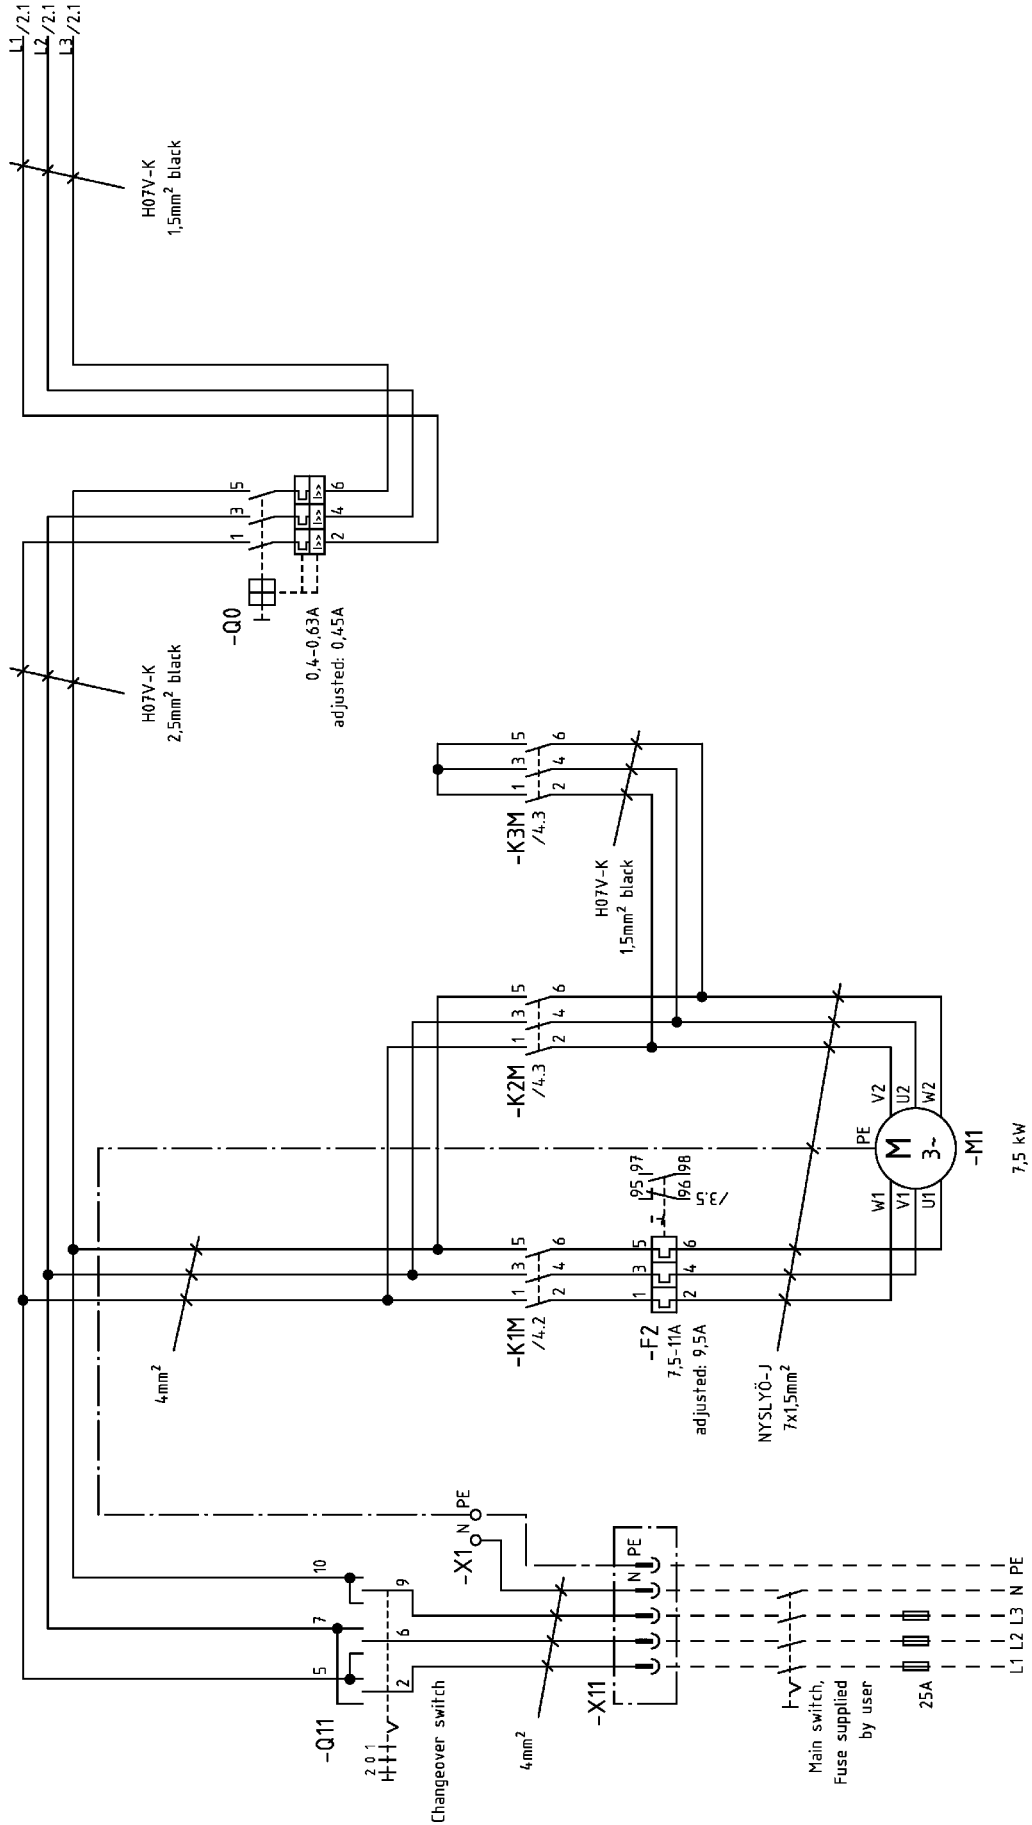 L1 /2.1
L2 /2.1
L3 /2.1
H07V-K
1,5mm² black
5
3
1
6
4
2
I>> I>> I>>
-Q0
0,4-0,63A
adjusted: 0,45A
H07V-K
2,5mm² black
-K3M
/4.3
1 3 5
2 4 6
H07V-K
1,5mm² black
-K2M
/4.3
1 3 5
2 4 6
-K1M
/4.2
1 3 5
2 4 6
4mm²
-F2
7,5-11A
adjusted: 9,5A
1 3 5
2 4 6
95 97
96 98
/3.5
NYSLYÖ-J
7x1,5mm²
W1
V1
U1
PE
V2
U2
W2
M
3~
-M1
7,5 kW
-Q11
2 0 1
5 7 10
2 6 9
Changeover switch
-X1
N PE
4mm²
-X11
N PE
Main switch,
Fuse supplied
by user
25A
L1 L2 L3 N PE